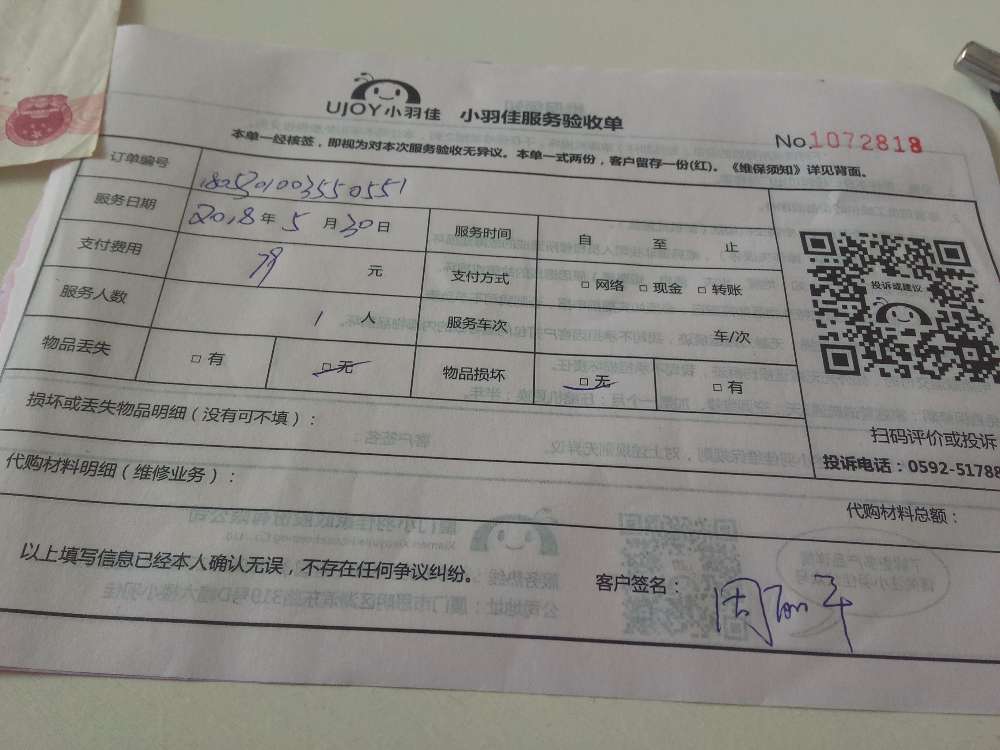 UJOY小羽佳 小羽佳服务验收单
No.1072818
本单一经核签，即视为对本次服务验收无异议。本单一式两份，客户留存一份(红)。《维保须知》详见背面。
订单编号
服务日期 2018年5月30日 服务时间 自 至 止
支付费用 元 支付方式 □网络 □现金 □转账
服务人数 1人 服务车次 车/次
物品丢失 □有 □无 物品损坏 □无 □有
投诉或建议
扫码评价或投诉
投诉电话：0592-51788
损坏或丢失物品明细（没有可不填）：
代购材料明细（维修业务）：
代购材料总额：
以上填写信息已经本人确认无误，不存在任何争议纠纷。
客户签名：